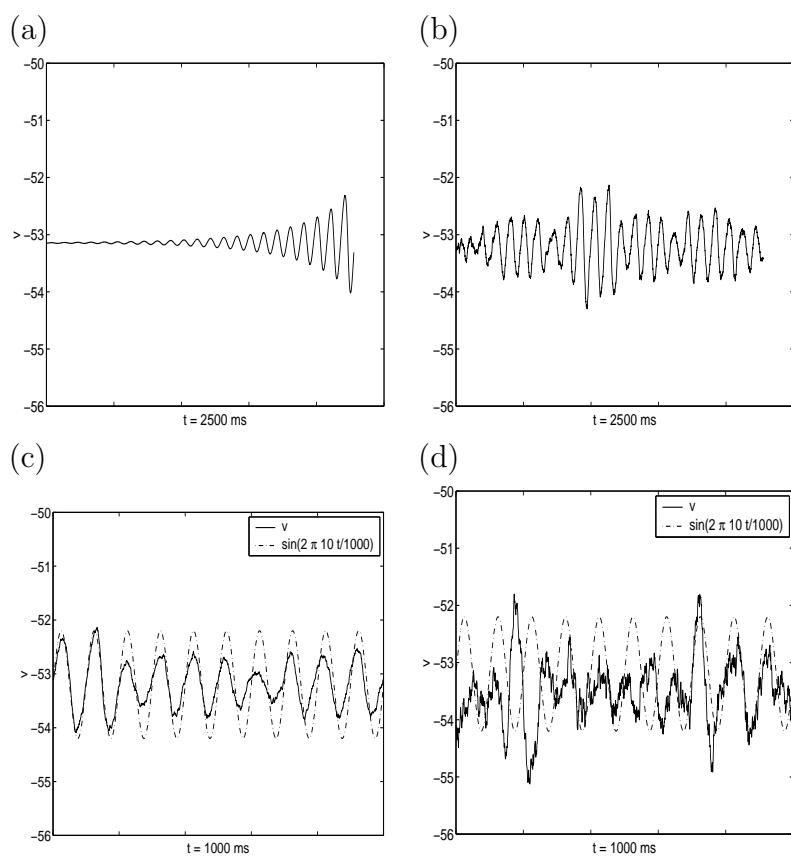 (a)
−50
−51
−52
−53
−54
−55
−56
v
t = 2500 ms
(b)
−50
−51
−52
−53
−54
−55
−56
v
t = 2500 ms
(c)
−50
−51
−52
−53
−54
−55
−56
v
v
sin(2 π 10 t/1000)
t = 1000 ms
(d)
−50
−51
−52
−53
−54
−55
−56
v
v
sin(2 π 10 t/1000)
t = 1000 ms